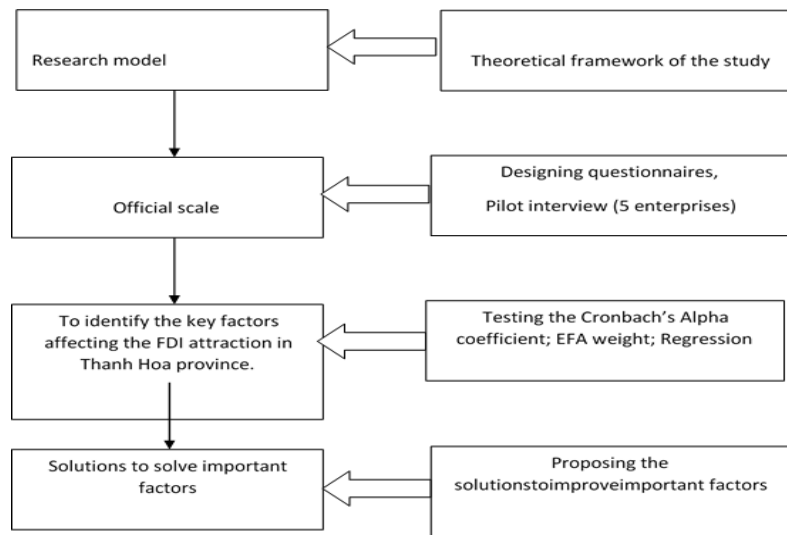 Research model
Theoretical framework of the study
Official scale
Designing questionnaires,
Pilot interview (5 enterprises)
To identify the key factors
affecting the FDI attraction in
Thanh Hoa province.
Testing the Cronbach's Alpha
coefficient; EFA weight; Regression
Solutions to solve important
factors
Proposing the
solutionstoimproveimportant factors